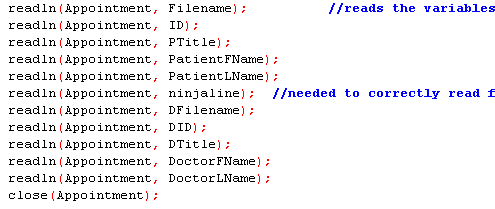 readln(Appointment, Filename); //reads the variables
readln(Appointment, ID);
readln(Appointment, PTitle);
readln(Appointment, PatientFName);
readln(Appointment, PatientLName);
readln(Appointment, ninjaline); //needed to correctly read f
readln(Appointment, DFilename);
readln(Appointment, DID);
readln(Appointment, DTitle);
readln(Appointment, DoctorFName);
readln(Appointment, DoctorLName);
close(Appointment);